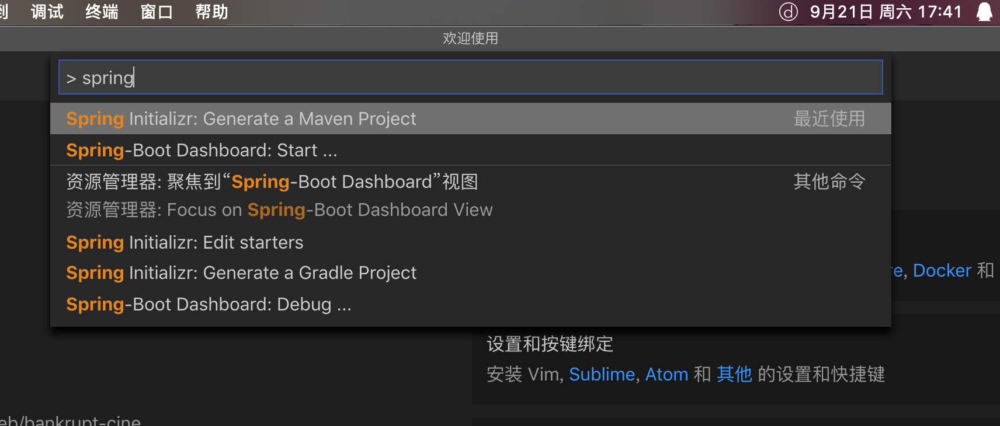 到 调试 终端 窗口 帮助 9月21日 周六 17:41
欢迎使用
> spring
Spring Initializr: Generate a Maven Project 最近使用
Spring-Boot Dashboard: Start ...
资源管理器: 聚焦到“Spring-Boot Dashboard”视图 其他命令
资源管理器: Focus on Spring-Boot Dashboard View
Spring Initializr: Edit starters
Spring Initializr: Generate a Gradle Project
re, Docker 和
Spring-Boot Dashboard: Debug ...
设置和按键绑定
安装 Vim, Sublime, Atom 和 其他 的设置和快捷键
eb/bankrupt-cine